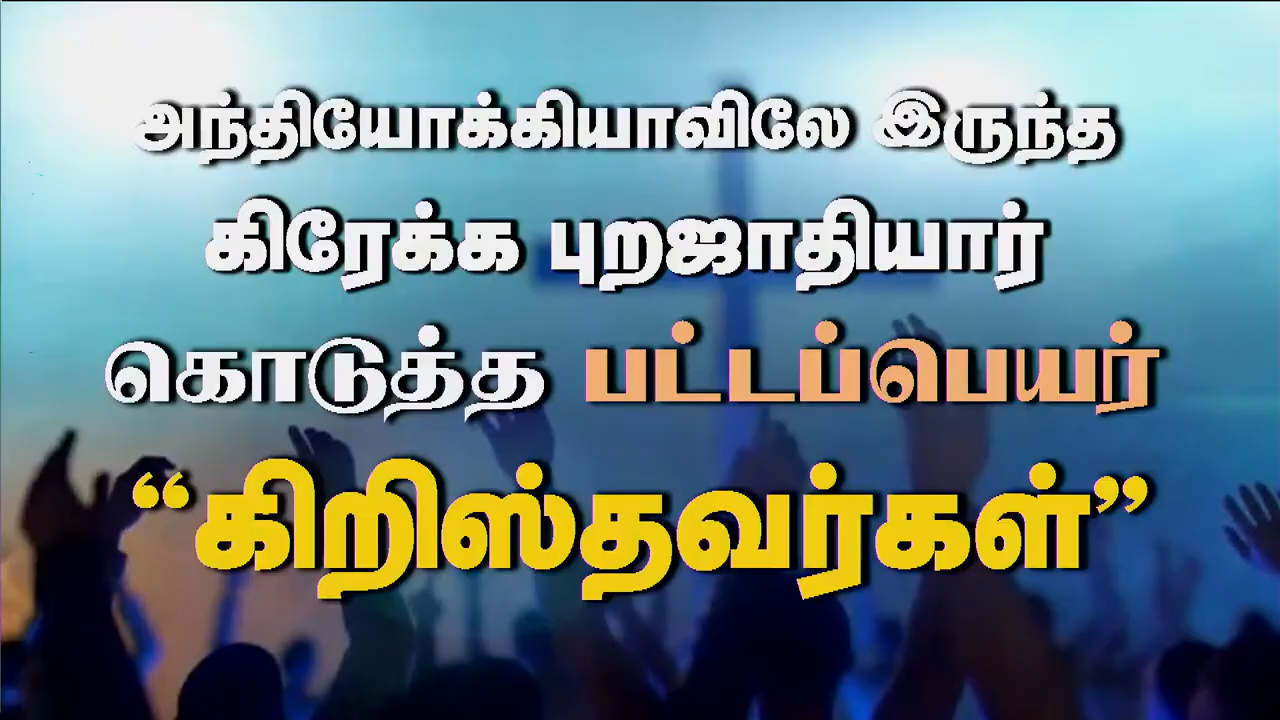 அந்தியோக்கியாவிலே இருந்த
கிரேக்க புறஜாதியார்
கொடுத்த பட்டப்பெயர்
“கிறிஸ்தவர்கள்”